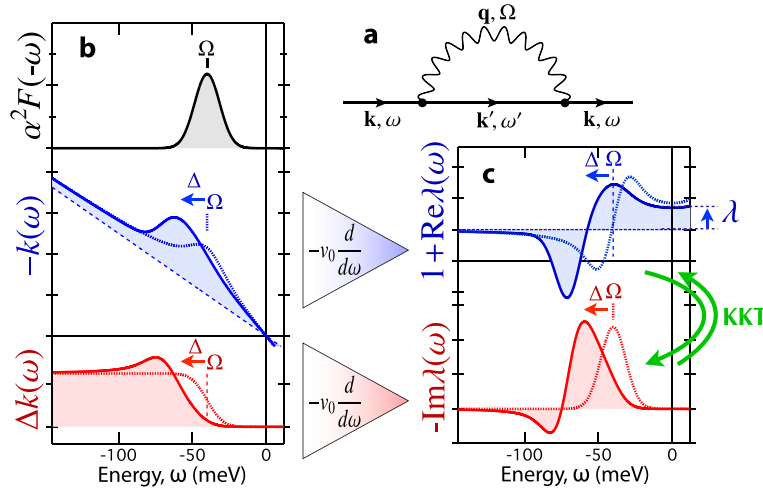 b
α²F(-ω)
Ω
-k(ω)
Δ
Ω
Δk(ω)
Δ
Ω
-100
-50
0
Energy, ω (meV)
a
q, Ω
k, ω
k′, ω′
k, ω
-v₀ d/dω
-v₀ d/dω
c
1+Reλ(ω)
Δ Ω
λ
KKT
-Imλ(ω)
Δ Ω
-100
-50
0
Energy, ω (meV)